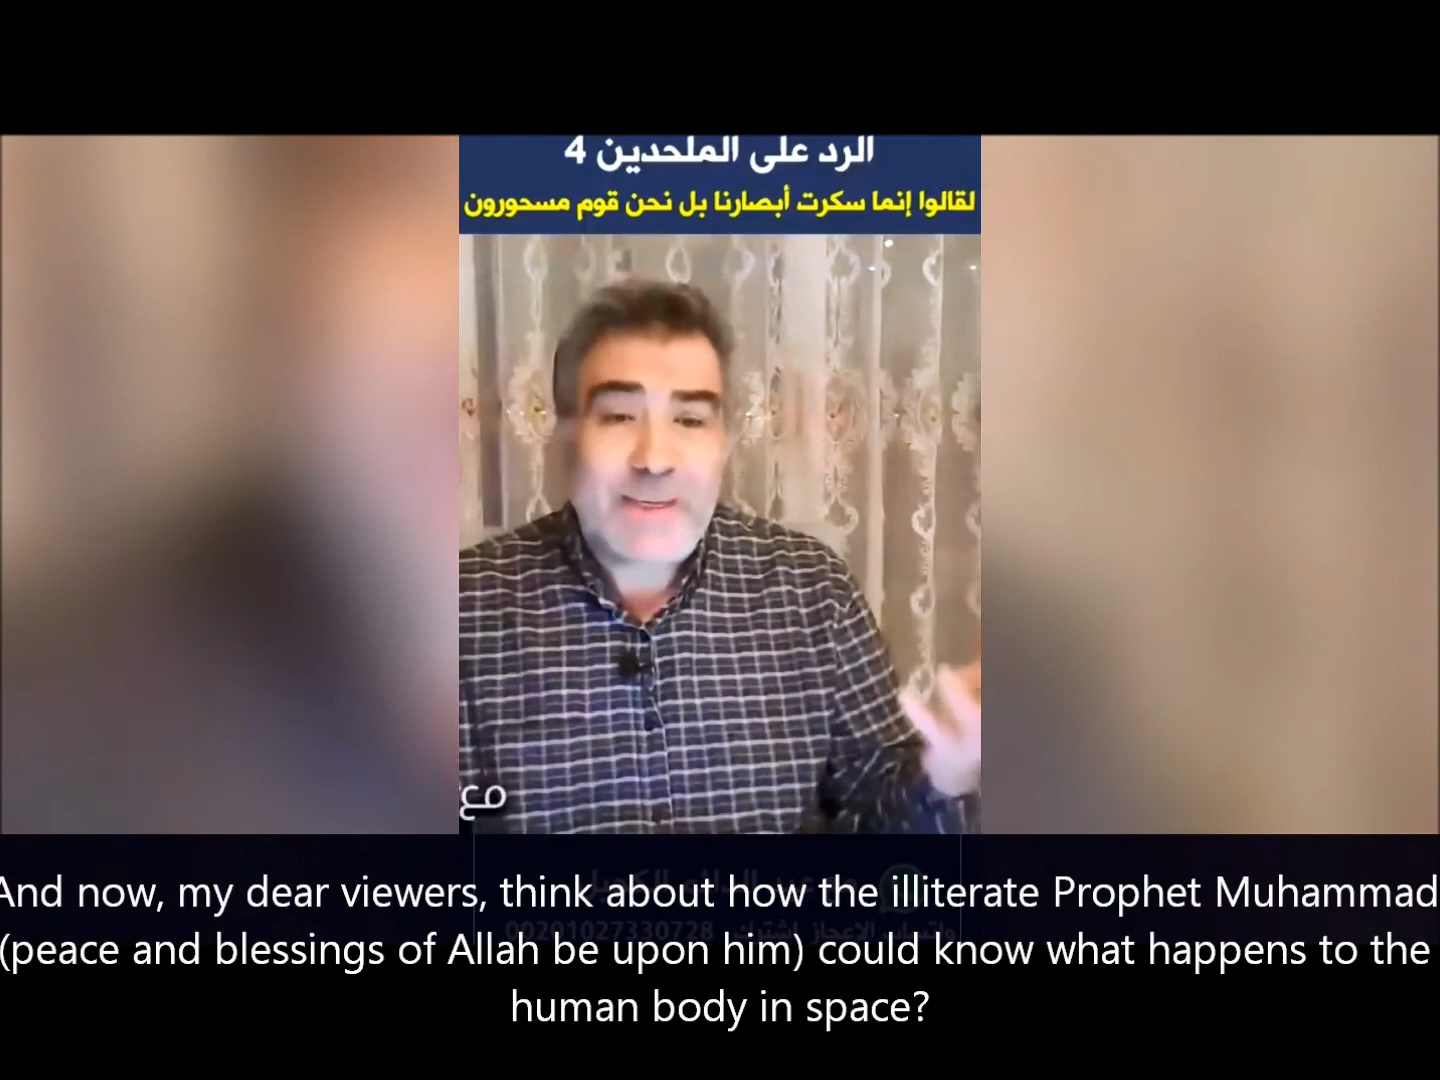 الرد على الملحدين 4
لقالوا إنما سكرت أبصارنا بل نحن قوم مسحورون
مع
And now, my dear viewers, think about how the illiterate Prophet Muhammad
(peace and blessings of Allah be upon him) could know what happens to the
human body in space?
00201027330728